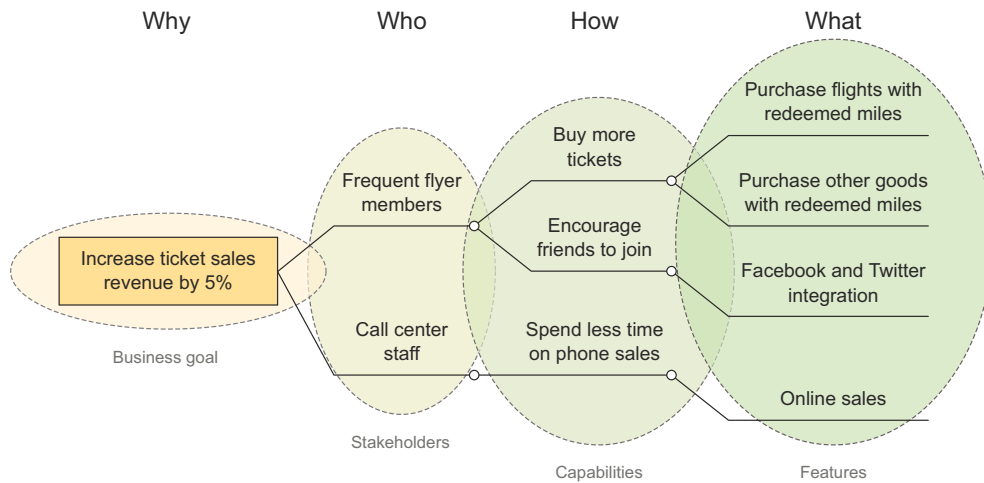 Why
Who
How
What
Increase ticket sales
revenue by 5%
Business goal
Frequent flyer
members
Call center
staff
Stakeholders
Buy more
tickets
Encourage
friends to join
Spend less time
on phone sales
Capabilities
Purchase flights with
redeemed miles
Purchase other goods
with redeemed miles
Facebook and Twitter
integration
Online sales
Features